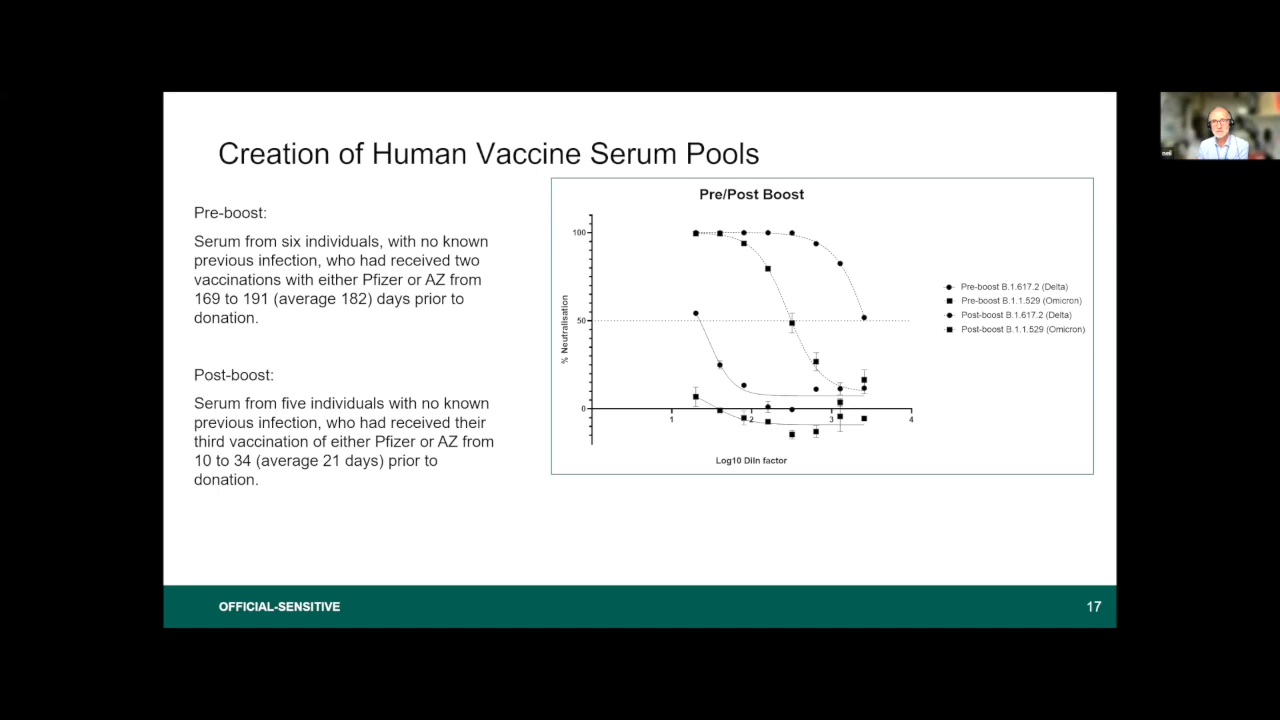 Creation of Human Vaccine Serum Pools
Pre-boost:
Serum from six individuals, with no known
previous infection, who had received two
vaccinations with either Pfizer or AZ from
169 to 191 (average 182) days prior to
donation.
Post-boost:
Serum from five individuals with no known
previous infection, who had received their
third vaccination of either Pfizer or AZ from
10 to 34 (average 21 days) prior to
donation.
Pre/Post Boost
% Neutralisation
100
50
0
1
2
3
4
Log10 Diln factor
Pre-boost B.1.617.2 (Delta)
Pre-boost B.1.1.529 (Omicron)
Post-boost B.1.617.2 (Delta)
Post-boost B.1.1.529 (Omicron)
OFFICIAL-SENSITIVE
17
neil